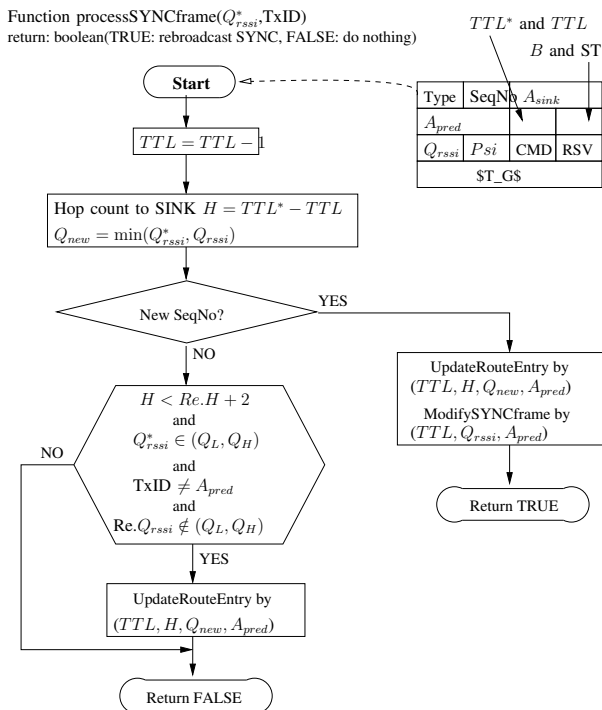 Function processSYNCframe(Q*rssi,TxID)
return: boolean(TRUE: rebroadcast SYNC, FALSE: do nothing)
TTL* and TTL
B and ST
Start
Type SeqNo Asink
Apred
Qrssi Psi CMD RSV
$T_G$
TTL = TTL − 1
Hop count to SINK H = TTL* − TTL
Qnew = min(Q*rssi, Qrssi)
New SeqNo?
YES
NO
UpdateRouteEntry by
(TTL, H, Qnew, Apred)
ModifySYNCframe by
(TTL, Qrssi, Apred)
Return TRUE
H < Re.H + 2
and
Q*rssi ∈ (QL, QH)
and
TxID ≠ Apred
and
Re.Qrssi ∉ (QL, QH)
NO
YES
UpdateRouteEntry by
(TTL, H, Qnew, Apred)
Return FALSE